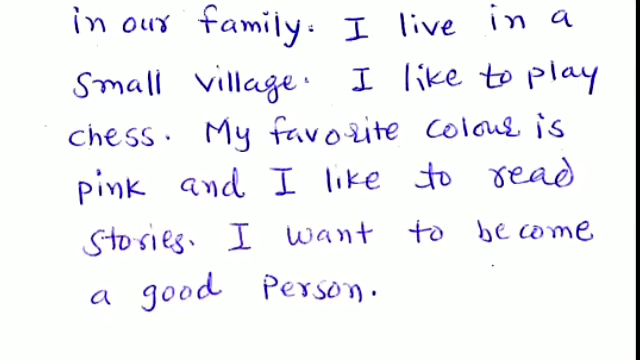 in our family. I live in a
small village. I like to play
chess. My favorite colour is
pink and I like to read
stories. I want to become
a good person.